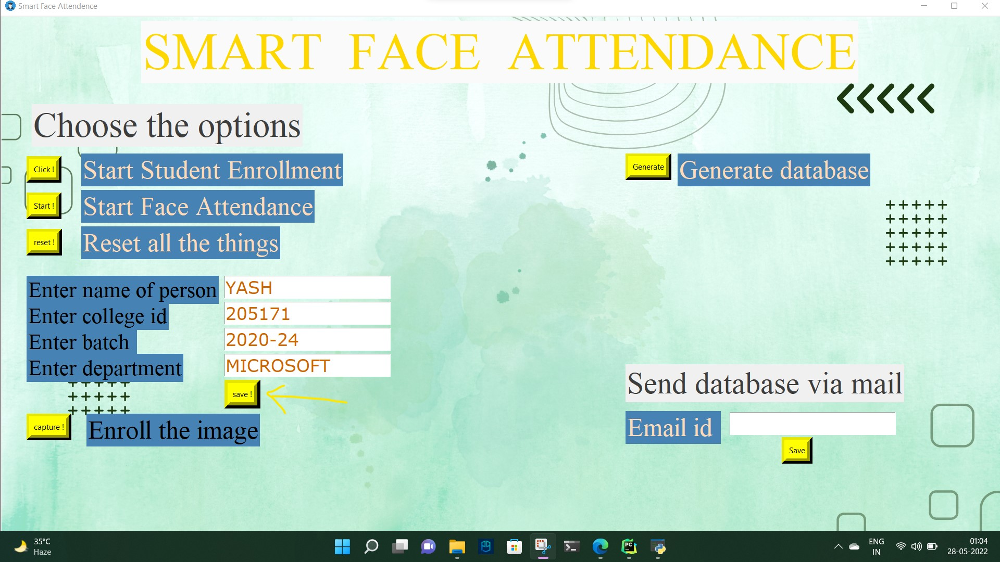 Smart Face Attendence
SMART FACE ATTENDANCE
Choose the options
Click !
Start Student Enrollment
Generate
Generate database
Start !
Start Face Attendance
reset !
Reset all the things
Enter name of person
YASH
Enter college id
205171
Enter batch
2020-24
Enter department
MICROSOFT
save !
capture !
Enroll the image
Send database via mail
Email id
Save
35°C
Haze
PC
ENG
IN
01:04
28-05-2022